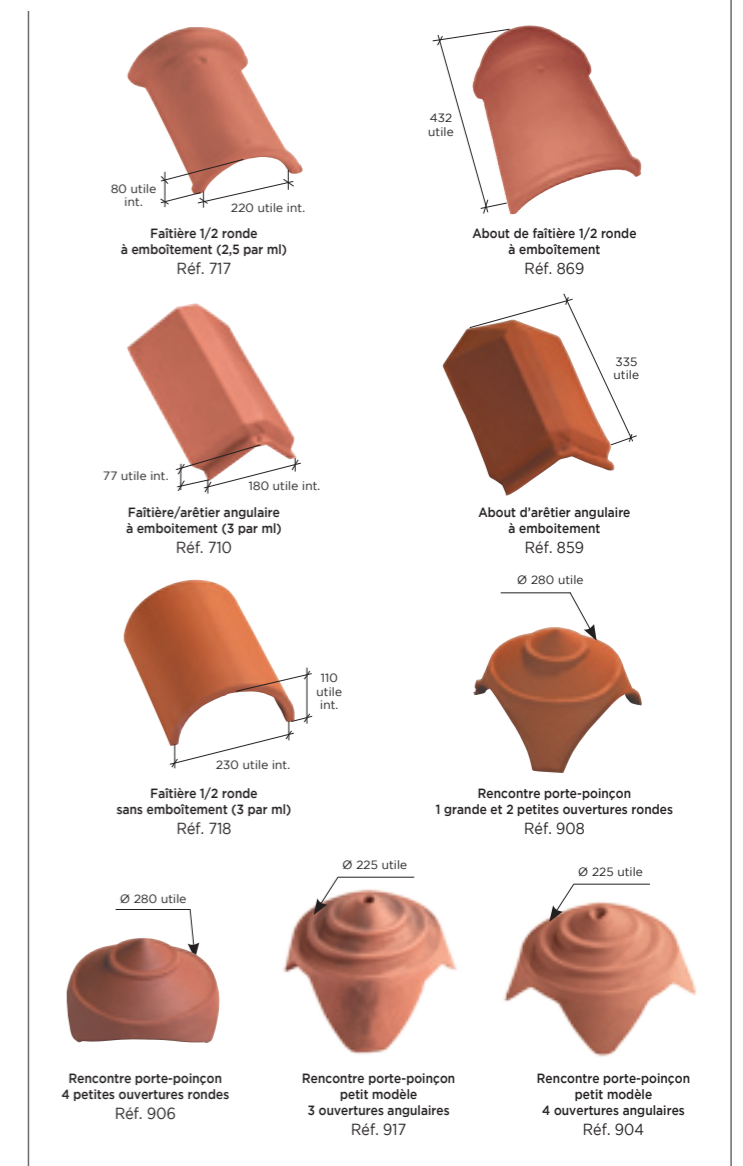 80 utile
int.
220 utile int.
Faîtière 1/2 ronde
à emboîtement (2,5 par ml)
Réf. 717
432
utile
About de faîtière 1/2 ronde
à emboîtement
Réf. 869
77 utile int.
180 utile int.
Faîtière/arêtier angulaire
à emboitement (3 par ml)
Réf. 710
335
utile
About d'arêtier angulaire
à emboitement
Réf. 859
110
utile
int.
230 utile int.
Faîtière 1/2 ronde
sans emboîtement (3 par ml)
Réf. 718
Ø 280 utile
Rencontre porte-poinçon
1 grande et 2 petites ouvertures rondes
Réf. 908
Ø 280 utile
Rencontre porte-poinçon
4 petites ouvertures rondes
Réf. 906
Ø 225 utile
Rencontre porte-poinçon
petit modèle
3 ouvertures angulaires
Réf. 917
Ø 225 utile
Rencontre porte-poinçon
petit modèle
4 ouvertures angulaires
Réf. 904